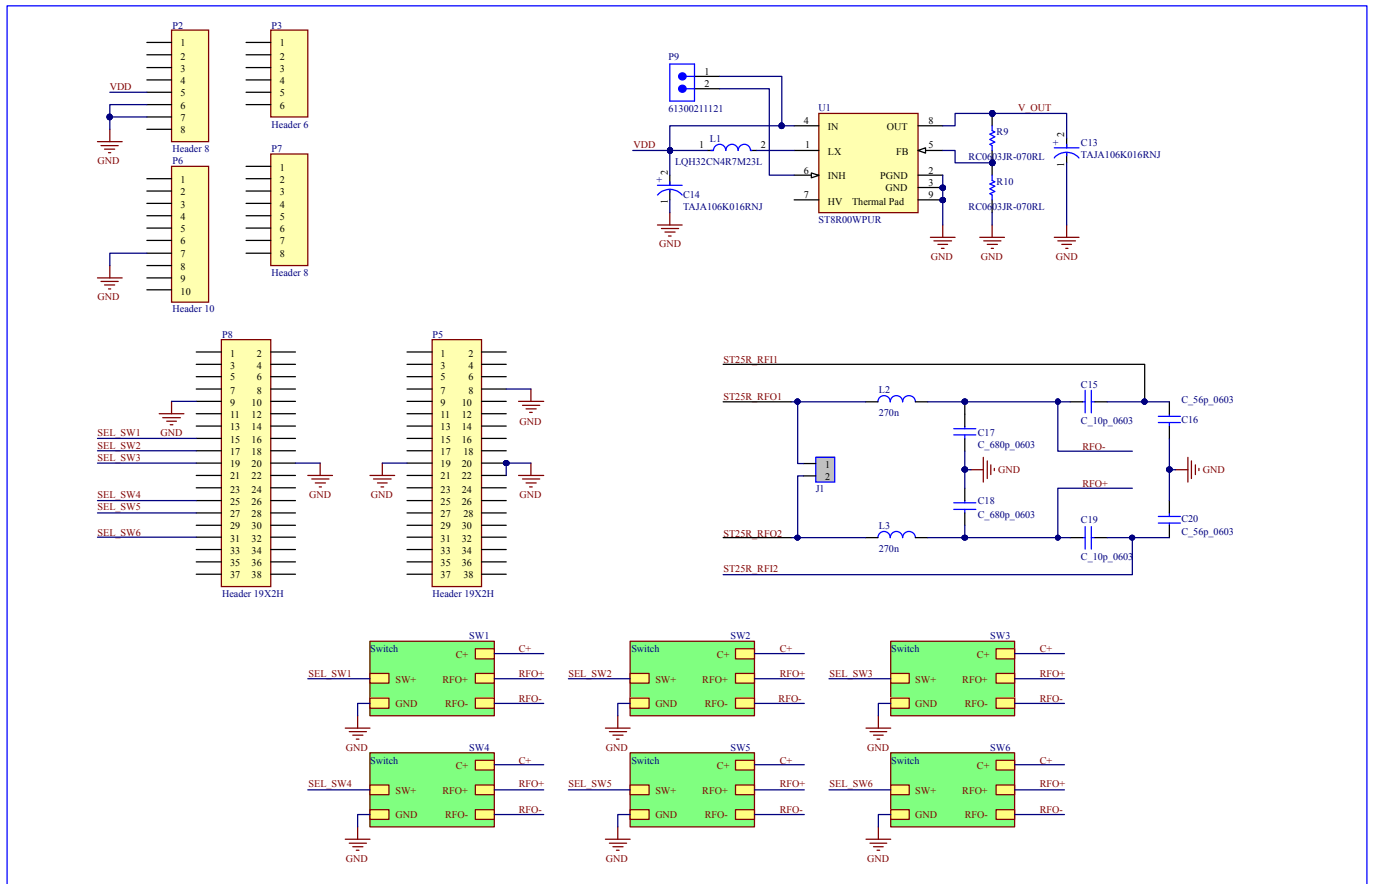 P2
1
2
3
4
VDD
5
6
7
8
GND
Header 8
P3
1
2
3
4
5
6
Header 6
P6
1
2
3
4
5
6
7
8
9
10
GND
Header 10
P7
1
2
3
4
5
6
7
8
Header 8
P9
1
2
61300211121
U1
4 IN OUT 8
1 LX FB 5
6 INH PGND 2
GND 3
7 HV Thermal Pad 9
ST8R00WPUR
VDD
L1
1 2
LQH32CN4R7M23L
+ 2
C14
1 TAJA106K016RNJ
GND
V_OUT
R9
RC0603JR-070RL
R10
RC0603JR-070RL
+ 2
C13
TAJA106K016RNJ
1
GND
GND
GND
P8
1 2
3 4
5 6
7 8
9 10
11 12
13 14
15 16
17 18
19 20
21 22
23 24
25 26
27 28
29 30
31 32
33 34
35 36
37 38
Header 19X2H
GND
SEL_SW1
SEL_SW2
SEL_SW3
SEL_SW4
SEL_SW5
SEL_SW6
GND
P5
1 2
3 4
5 6
7 8
9 10
11 12
13 14
15 16
17 18
19 20
21 22
23 24
25 26
27 28
29 30
31 32
33 34
35 36
37 38
Header 19X2H
GND
GND
GND
ST25R_RFI1
ST25R_RFO1
L2
270n
C15
C_10p_0603
C_56p_0603
C16
C17
C_680p_0603
RFO-
1
2
J1
GND
GND
RFO+
C18
C_680p_0603
C20
C_56p_0603
ST25R_RFO2
L3
270n
C19
C_10p_0603
ST25R_RFI2
SW1
Switch
C+ C+
SEL_SW1 SW+ RFO+ RFO+
GND RFO- RFO-
GND
SW2
Switch
C+ C+
SEL_SW2 SW+ RFO+ RFO+
GND RFO- RFO-
GND
SW3
Switch
C+ C+
SEL_SW3 SW+ RFO+ RFO+
GND RFO- RFO-
GND
SW4
Switch
C+ C+
SEL_SW4 SW+ RFO+ RFO+
GND RFO- RFO-
GND
SW5
Switch
C+ C+
SEL_SW5 SW+ RFO+ RFO+
GND RFO- RFO-
GND
SW6
Switch
C+ C+
SEL_SW6 SW+ RFO+ RFO+
GND RFO- RFO-
GND